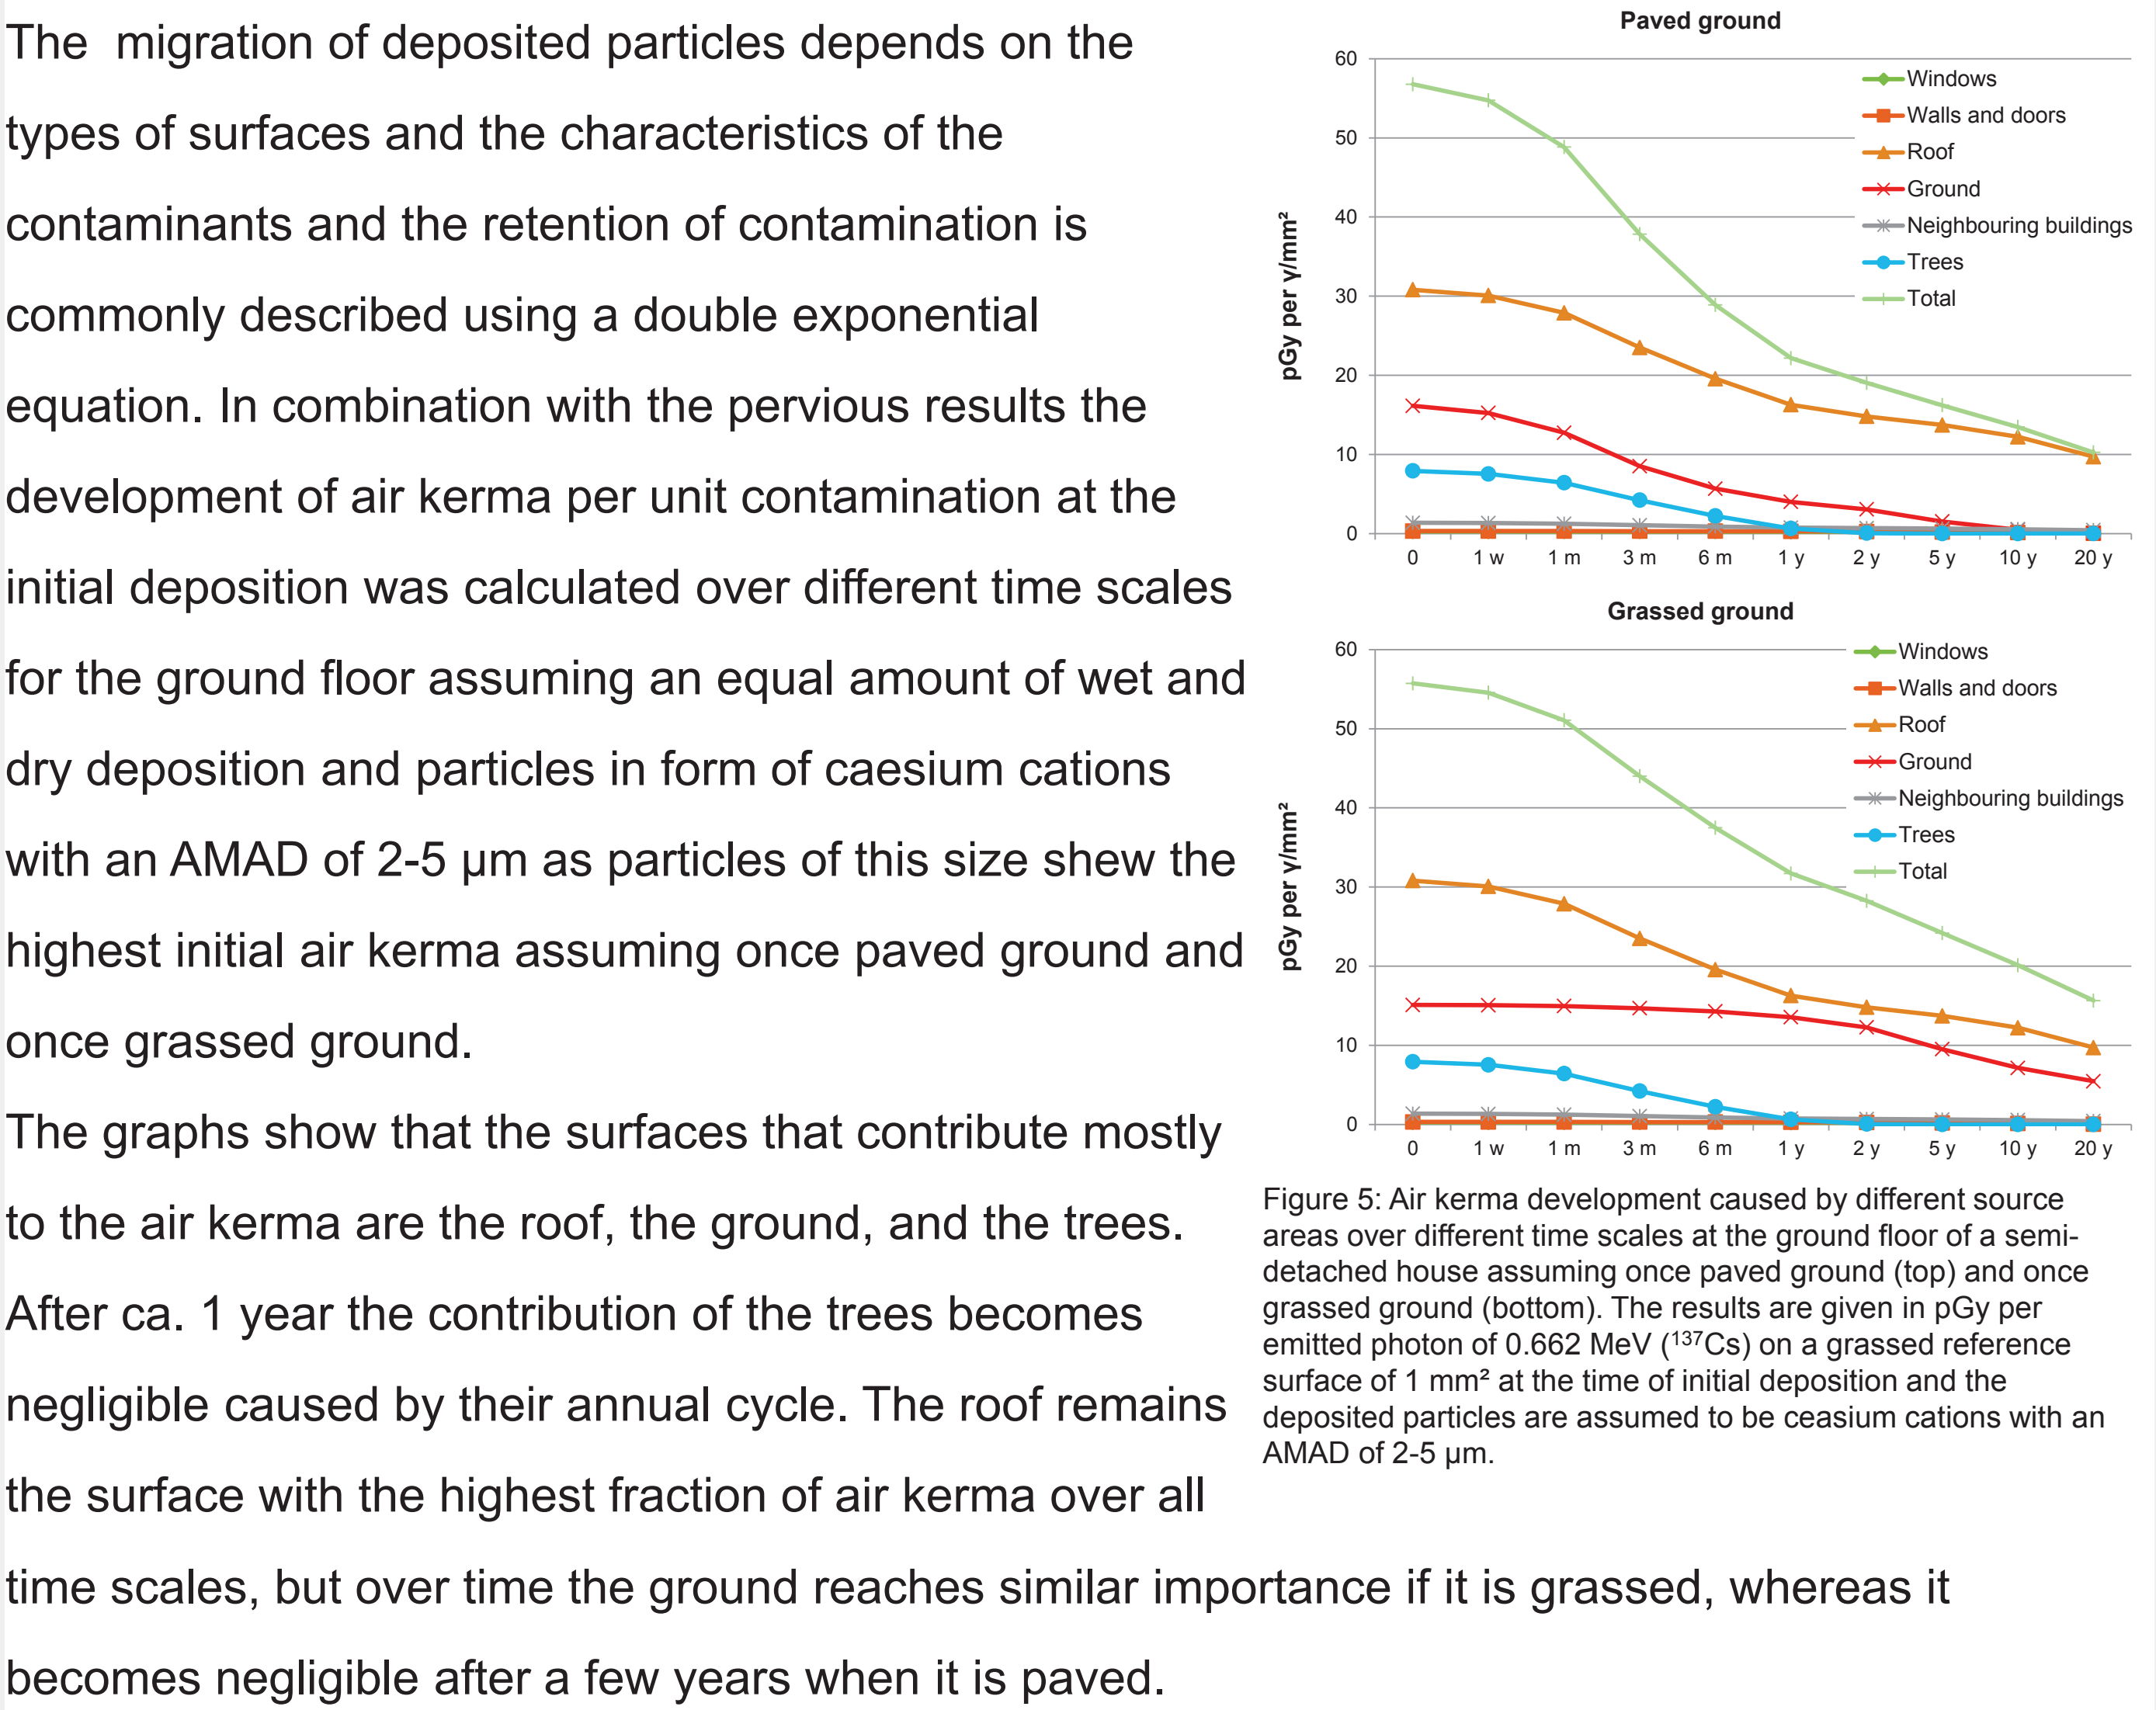 The  migration of deposited particles depends on the
types of surfaces and the characteristics of the
contaminants and the retention of contamination is
commonly described using a double exponential
equation. In combination with the pervious results the
development of air kerma per unit contamination at the
initial deposition was calculated over different time scales
for the ground floor assuming an equal amount of wet and
dry deposition and particles in form of caesium cations
with an AMAD of 2-5 µm as particles of this size shew the
highest initial air kerma assuming once paved ground and
once grassed ground.
The graphs show that the surfaces that contribute mostly
to the air kerma are the roof, the ground, and the trees.
After ca. 1 year the contribution of the trees becomes
negligible caused by their annual cycle. The roof remains
the surface with the highest fraction of air kerma over all
time scales, but over time the ground reaches similar importance if it is grassed, whereas it
becomes negligible after a few years when it is paved.
Paved ground
pGy per γ/mm²
60
50
40
30
20
10
0
0 1 w 1 m 3 m 6 m 1 y 2 y 5 y 10 y 20 y
Windows
Walls and doors
Roof
Ground
Neighbouring buildings
Trees
Total
Grassed ground
pGy per γ/mm²
60
50
40
30
20
10
0
0 1 w 1 m 3 m 6 m 1 y 2 y 5 y 10 y 20 y
Windows
Walls and doors
Roof
Ground
Neighbouring buildings
Trees
Total
Figure 5: Air kerma development caused by different source
areas over different time scales at the ground floor of a semi-
detached house assuming once paved ground (top) and once
grassed ground (bottom). The results are given in pGy per
emitted photon of 0.662 MeV (¹³⁷Cs) on a grassed reference
surface of 1 mm² at the time of initial deposition and the
deposited particles are assumed to be ceasium cations with an
AMAD of 2-5 µm.